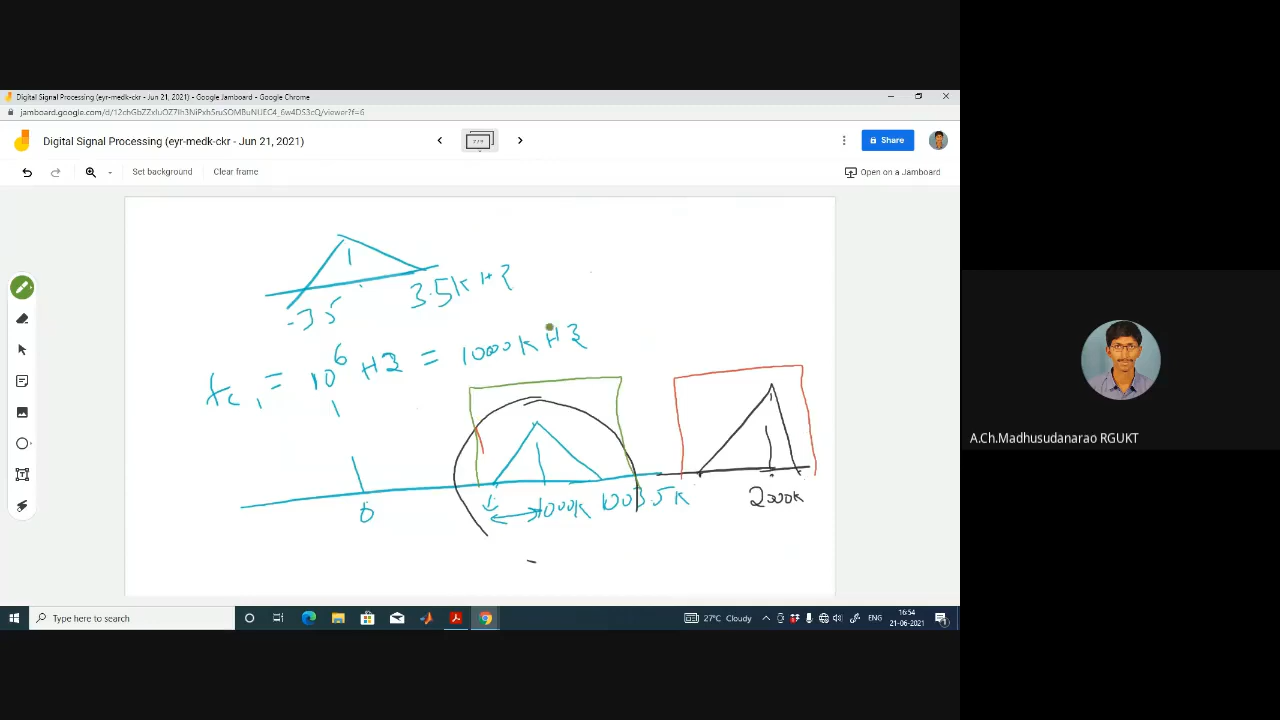 Digital Signal Processing (eyr-medk-ckr - Jun 21, 2021) - Google Jamboard - Google Chrome
Digital Signal Processing (eyr-medk-ckr - Jun 21, 2021)
7/9
Share
Set background
Clear frame
Open on a Jamboard
-3.5
3.5KHz
fc1 = 10^6 Hz = 1000KHz
0
1000K
1003.5K
2000K
A.Ch.Madhusudanarao RGUKT
Type here to search
27°C Cloudy
ENG
16:54
21-06-2021